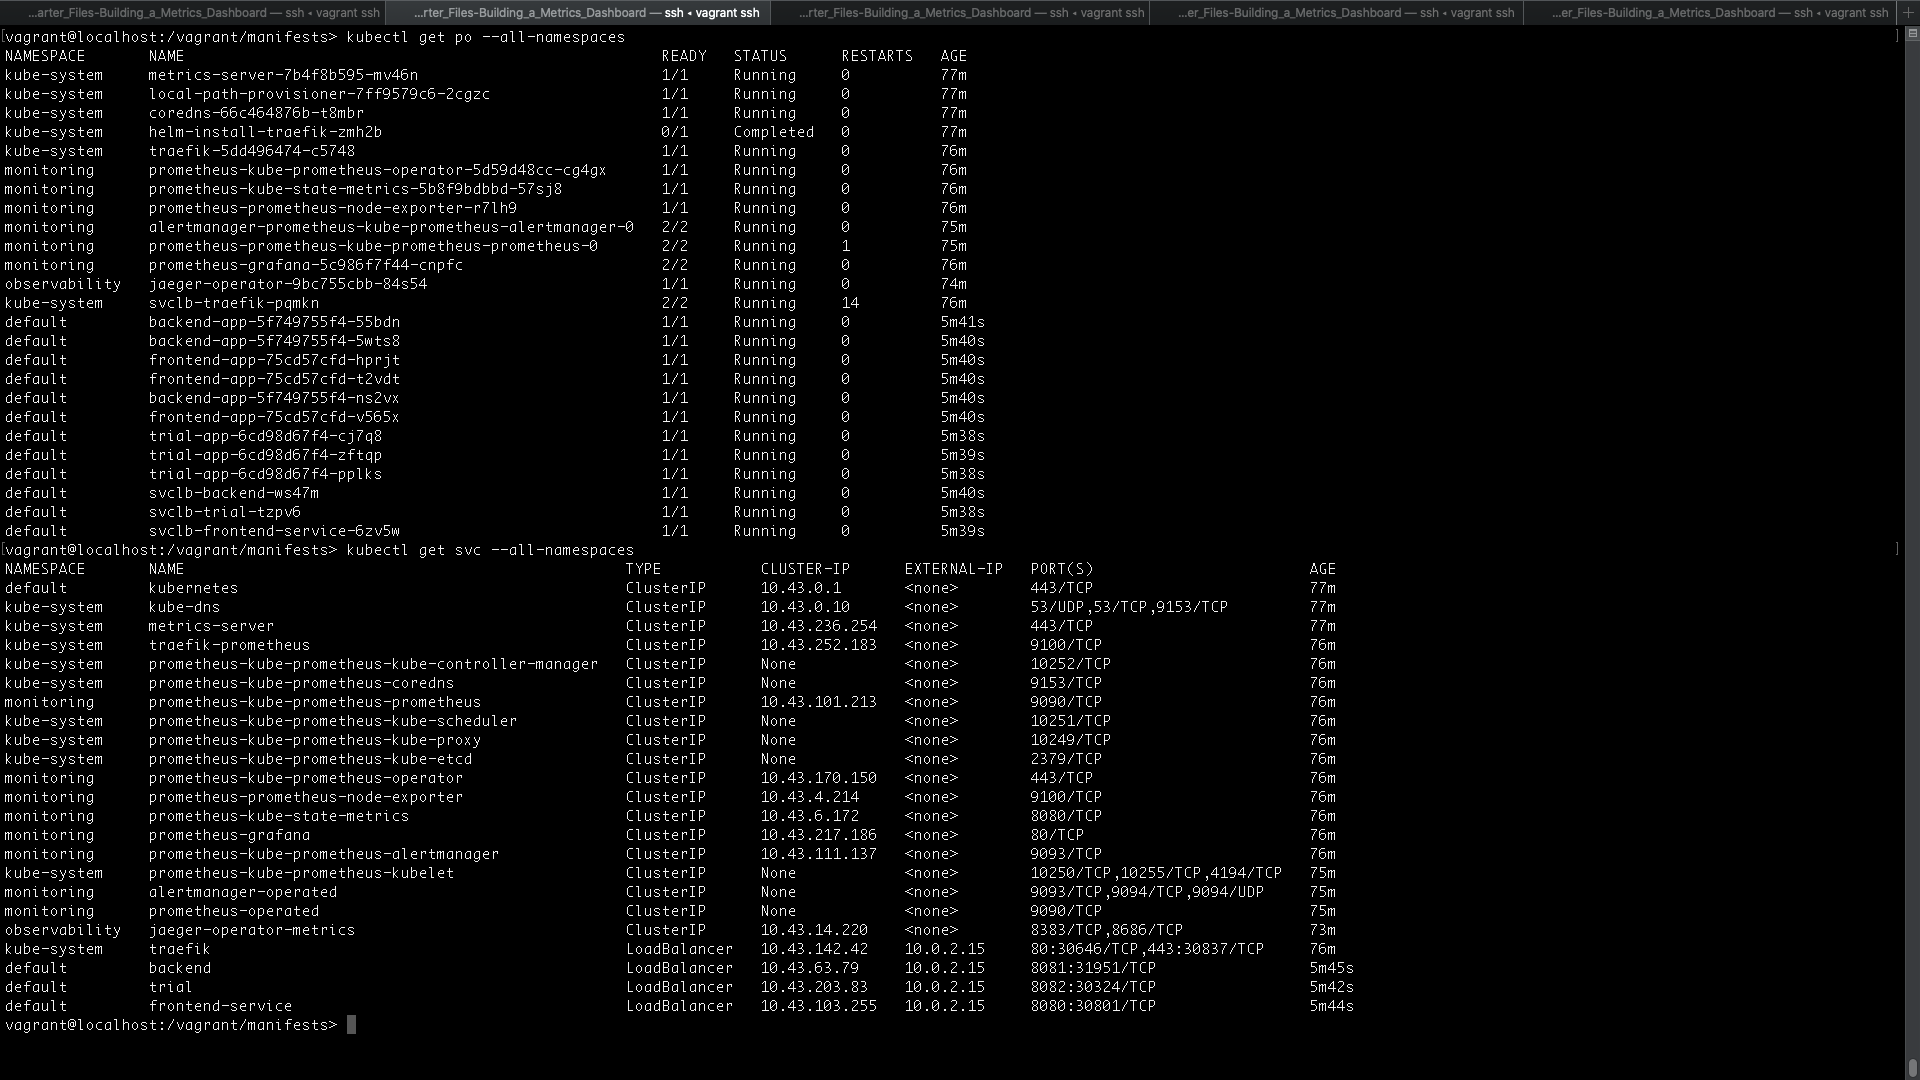 ...arter_Files-Building_a_Metrics_Dashboard — ssh ‹ vagrant ssh ...rter_Files-Building_a_Metrics_Dashboard — ssh ‹ vagrant ssh ...rter_Files-Building_a_Metrics_Dashboard — ssh ‹ vagrant ssh ...er_Files-Building_a_Metrics_Dashboard — ssh ‹ vagrant ssh ...er_Files-Building_a_Metrics_Dashboard — ssh ‹ vagrant ssh +
[vagrant@localhost:/vagrant/manifests> kubectl get po --all-namespaces ]
NAMESPACE NAME READY STATUS RESTARTS AGE
kube-system metrics-server-7b4f8b595-mv46n 1/1 Running 0 77m
kube-system local-path-provisioner-7ff9579c6-2cgzc 1/1 Running 0 77m
kube-system coredns-66c464876b-t8mbr 1/1 Running 0 77m
kube-system helm-install-traefik-zmh2b 0/1 Completed 0 77m
kube-system traefik-5dd496474-c5748 1/1 Running 0 76m
monitoring prometheus-kube-prometheus-operator-5d59d48cc-cg4gx 1/1 Running 0 76m
monitoring prometheus-kube-state-metrics-5b8f9bdbbd-57sj8 1/1 Running 0 76m
monitoring prometheus-prometheus-node-exporter-r7lh9 1/1 Running 0 76m
monitoring alertmanager-prometheus-kube-prometheus-alertmanager-0 2/2 Running 0 75m
monitoring prometheus-prometheus-kube-prometheus-prometheus-0 2/2 Running 1 75m
monitoring prometheus-grafana-5c986f7f44-cnpfc 2/2 Running 0 76m
observability jaeger-operator-9bc755cbb-84s54 1/1 Running 0 74m
kube-system svclb-traefik-pqmkn 2/2 Running 14 76m
default backend-app-5f749755f4-55bdn 1/1 Running 0 5m41s
default backend-app-5f749755f4-5wts8 1/1 Running 0 5m40s
default frontend-app-75cd57cfd-hprjt 1/1 Running 0 5m40s
default frontend-app-75cd57cfd-t2vdt 1/1 Running 0 5m40s
default backend-app-5f749755f4-ns2vx 1/1 Running 0 5m40s
default frontend-app-75cd57cfd-v565x 1/1 Running 0 5m40s
default trial-app-6cd98d67f4-cj7q8 1/1 Running 0 5m38s
default trial-app-6cd98d67f4-zftqp 1/1 Running 0 5m39s
default trial-app-6cd98d67f4-pplks 1/1 Running 0 5m38s
default svclb-backend-ws47m 1/1 Running 0 5m40s
default svclb-trial-tzpv6 1/1 Running 0 5m38s
default svclb-frontend-service-6zv5w 1/1 Running 0 5m39s
[vagrant@localhost:/vagrant/manifests> kubectl get svc --all-namespaces ]
NAMESPACE NAME TYPE CLUSTER-IP EXTERNAL-IP PORT(S) AGE
default kubernetes ClusterIP 10.43.0.1 <none> 443/TCP 77m
kube-system kube-dns ClusterIP 10.43.0.10 <none> 53/UDP,53/TCP,9153/TCP 77m
kube-system metrics-server ClusterIP 10.43.236.254 <none> 443/TCP 77m
kube-system traefik-prometheus ClusterIP 10.43.252.183 <none> 9100/TCP 76m
kube-system prometheus-kube-prometheus-kube-controller-manager ClusterIP None <none> 10252/TCP 76m
kube-system prometheus-kube-prometheus-coredns ClusterIP None <none> 9153/TCP 76m
monitoring prometheus-kube-prometheus-prometheus ClusterIP 10.43.101.213 <none> 9090/TCP 76m
kube-system prometheus-kube-prometheus-kube-scheduler ClusterIP None <none> 10251/TCP 76m
kube-system prometheus-kube-prometheus-kube-proxy ClusterIP None <none> 10249/TCP 76m
kube-system prometheus-kube-prometheus-kube-etcd ClusterIP None <none> 2379/TCP 76m
monitoring prometheus-kube-prometheus-operator ClusterIP 10.43.170.150 <none> 443/TCP 76m
monitoring prometheus-prometheus-node-exporter ClusterIP 10.43.4.214 <none> 9100/TCP 76m
monitoring prometheus-kube-state-metrics ClusterIP 10.43.6.172 <none> 8080/TCP 76m
monitoring prometheus-grafana ClusterIP 10.43.217.186 <none> 80/TCP 76m
monitoring prometheus-kube-prometheus-alertmanager ClusterIP 10.43.111.137 <none> 9093/TCP 76m
kube-system prometheus-kube-prometheus-kubelet ClusterIP None <none> 10250/TCP,10255/TCP,4194/TCP 75m
monitoring alertmanager-operated ClusterIP None <none> 9093/TCP,9094/TCP,9094/UDP 75m
monitoring prometheus-operated ClusterIP None <none> 9090/TCP 75m
observability jaeger-operator-metrics ClusterIP 10.43.14.220 <none> 8383/TCP,8686/TCP 73m
kube-system traefik LoadBalancer 10.43.142.42 10.0.2.15 80:30646/TCP,443:30837/TCP 76m
default backend LoadBalancer 10.43.63.79 10.0.2.15 8081:31951/TCP 5m45s
default trial LoadBalancer 10.43.203.83 10.0.2.15 8082:30324/TCP 5m42s
default frontend-service LoadBalancer 10.43.103.255 10.0.2.15 8080:30801/TCP 5m44s
vagrant@localhost:/vagrant/manifests>